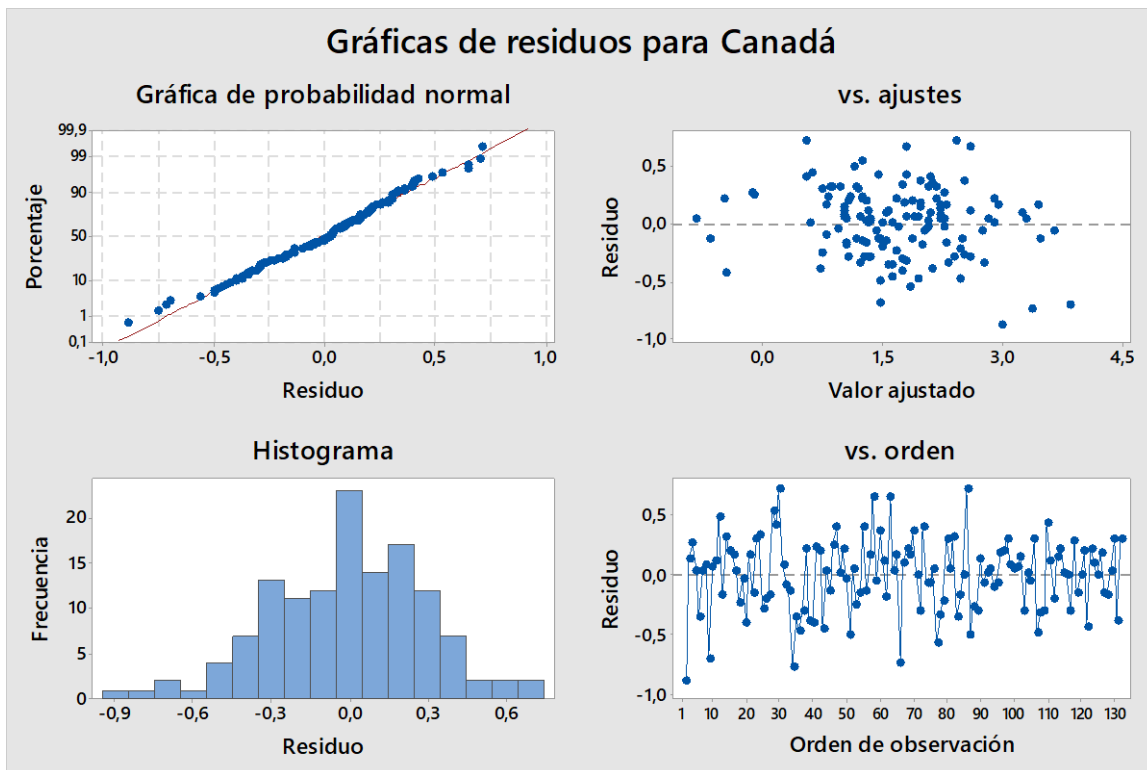 Gráficas de residuos para Canadá
Gráfica de probabilidad normal
99,9
99
90
50
10
1
0,1
Porcentaje
-1,0 -0,5 0,0 0,5 1,0
Residuo
vs. ajustes
0,5
0,0
-0,5
-1,0
Residuo
0,0 1,5 3,0 4,5
Valor ajustado
Histograma
20
15
10
5
0
Frecuencia
-0,9 -0,6 -0,3 0,0 0,3 0,6
Residuo
vs. orden
0,5
0,0
-0,5
-1,0
Residuo
1 10 20 30 40 50 60 70 80 90 100 110 120 130
Orden de observación